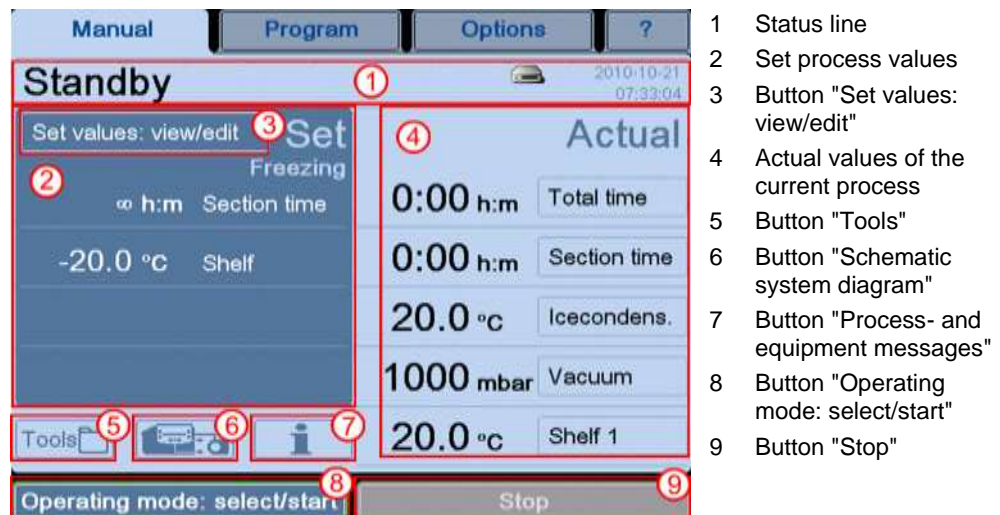 Manual Program Options ?
Standby 1 2010-10-21
07:33:04
Set values: view/edit 3 Set
Freezing
2
∞ h:m Section time
-20.0 °C Shelf
4 Actual
0:00 h:m Total time
0:00 h:m Section time
20.0 °C Icecondens.
1000 mbar Vacuum
20.0 °C Shelf 1
Tools 5 6 i 7
Operating mode: select/start 8
Stop 9
1 Status line
2 Set process values
3 Button "Set values:
view/edit"
4 Actual values of the
current process
5 Button "Tools"
6 Button "Schematic
system diagram"
7 Button "Process- and
equipment messages"
8 Button "Operating
mode: select/start"
9 Button "Stop"